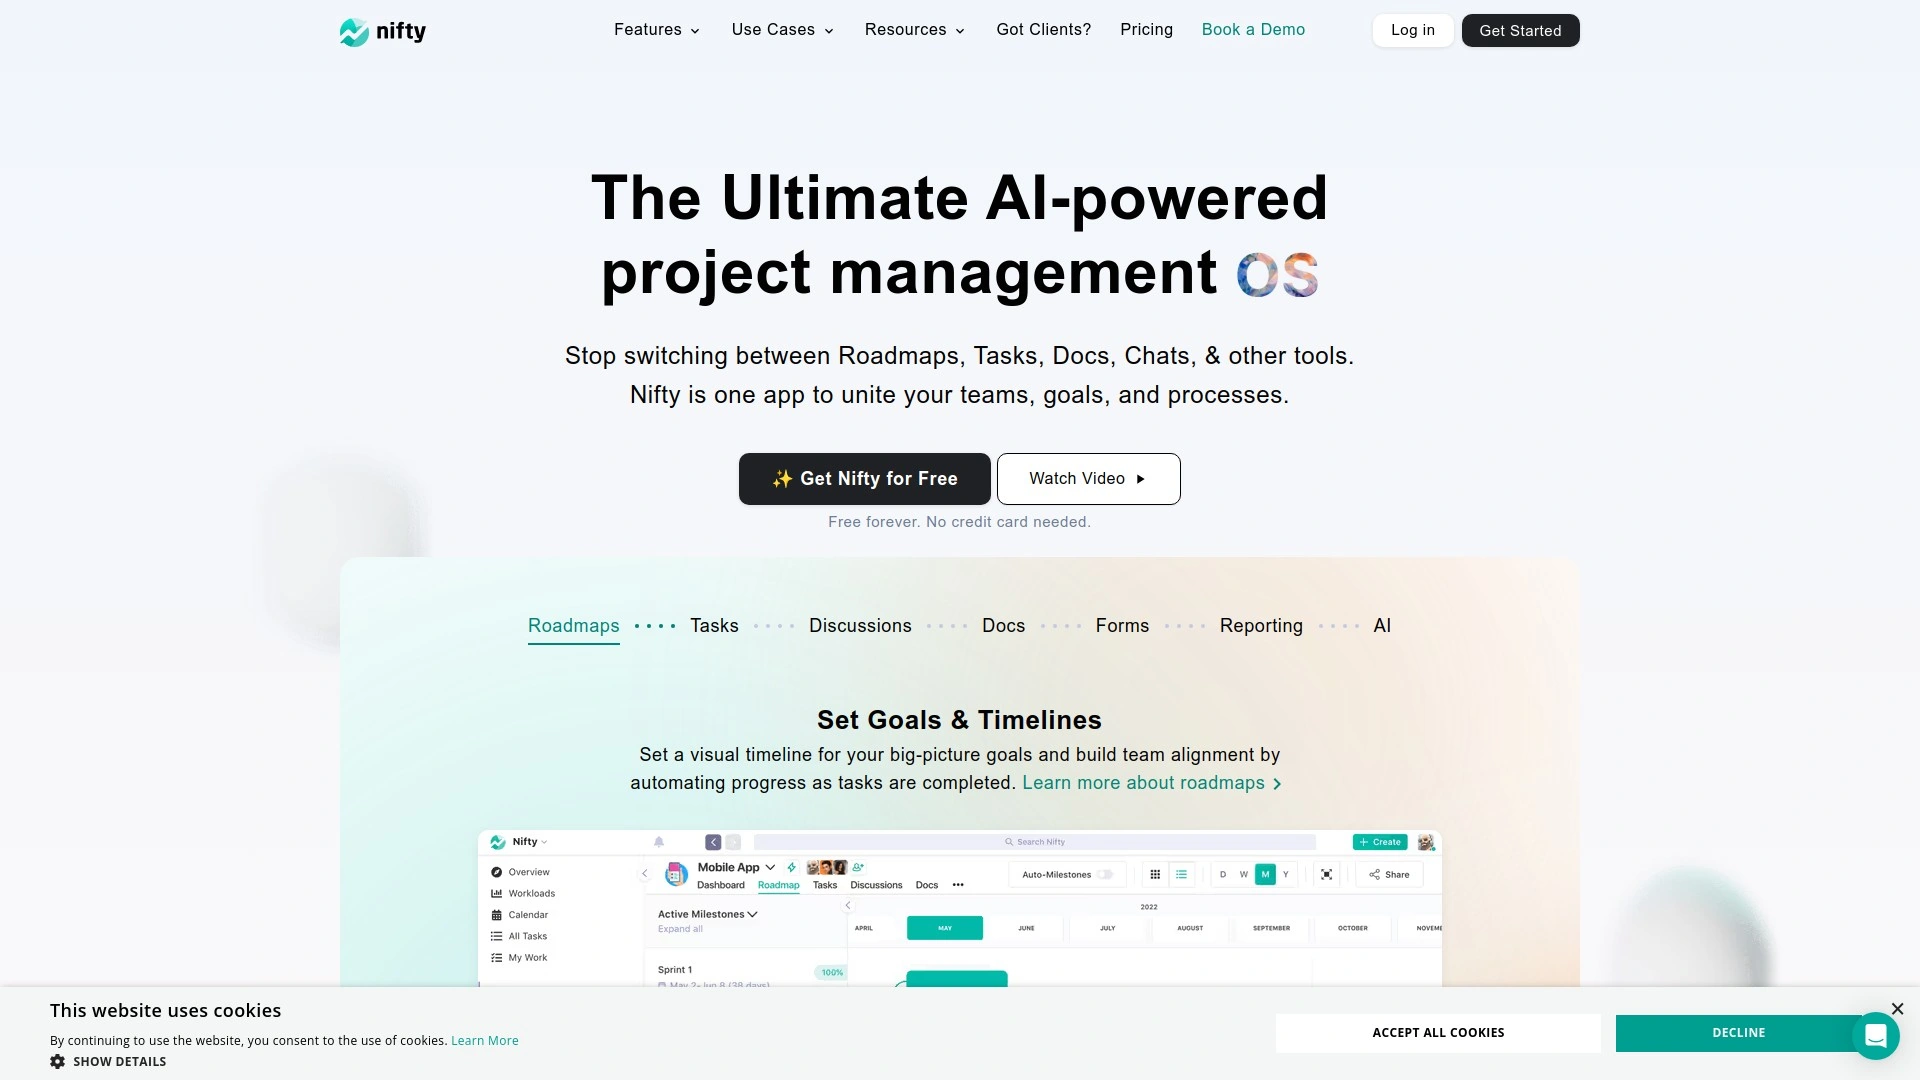 nifty
Features
Use Cases
Resources
Got Clients?
Pricing
Book a Demo
Log in
Get Started
The Ultimate AI-powered
project management OS
Stop switching between Roadmaps, Tasks, Docs, Chats, & other tools.
Nifty is one app to unite your teams, goals, and processes.
✨ Get Nifty for Free
Watch Video
Free forever. No credit card needed.
Roadmaps
Tasks
Discussions
Docs
Forms
Reporting
AI
Set Goals & Timelines
Set a visual timeline for your big-picture goals and build team alignment by
automating progress as tasks are completed. Learn more about roadmaps
Nifty
Search Nifty
+ Create
Overview
Workloads
Calendar
All Tasks
My Work
Mobile App
Dashboard
Roadmap
Tasks
Discussions
Docs
Auto-Milestones
D
W
M
Y
Share
Active Milestones
Expand all
2022
APRIL
MAY
JUNE
JULY
AUGUST
SEPTEMBER
OCTOBER
NOVEME
Sprint 1
100%
May 2-Jun 8 (38 days)
This website uses cookies
By continuing to use the website, you consent to the use of cookies. Learn More
SHOW DETAILS
ACCEPT ALL COOKIES
DECLINE